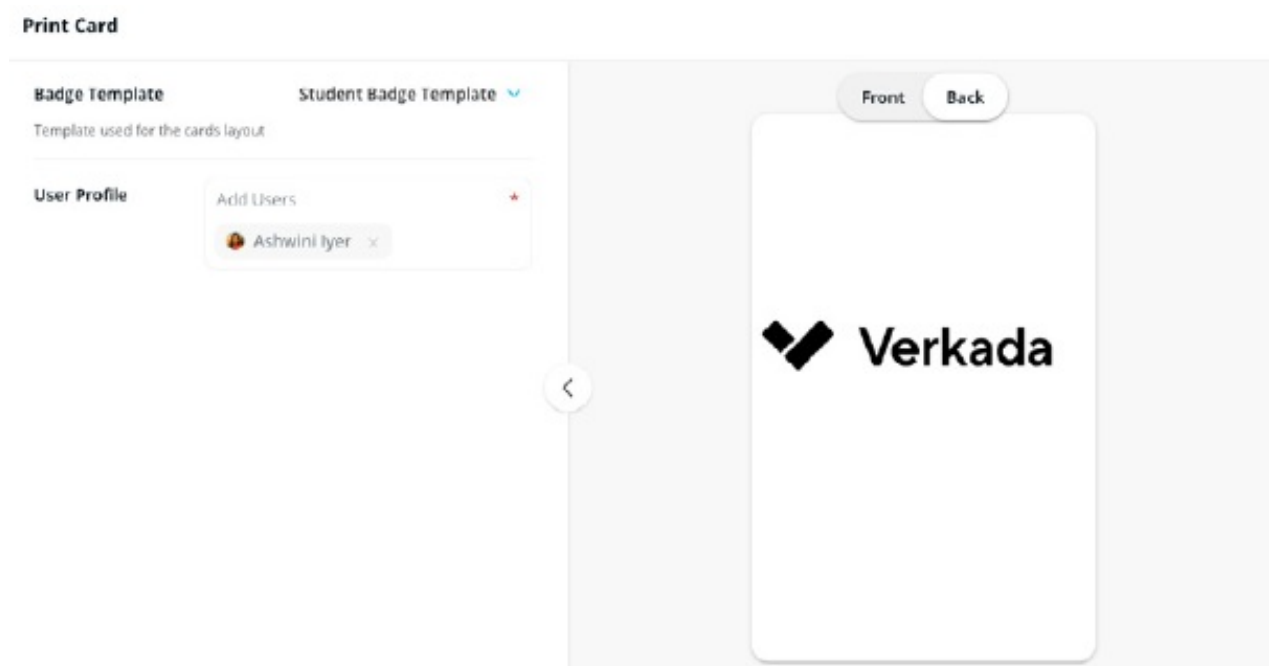 Print Card
Badge Template
Student Badge Template
Template used for the cards layout
User Profile
Add Users *
Ashwini Iyer ×
Front
Back
Verkada